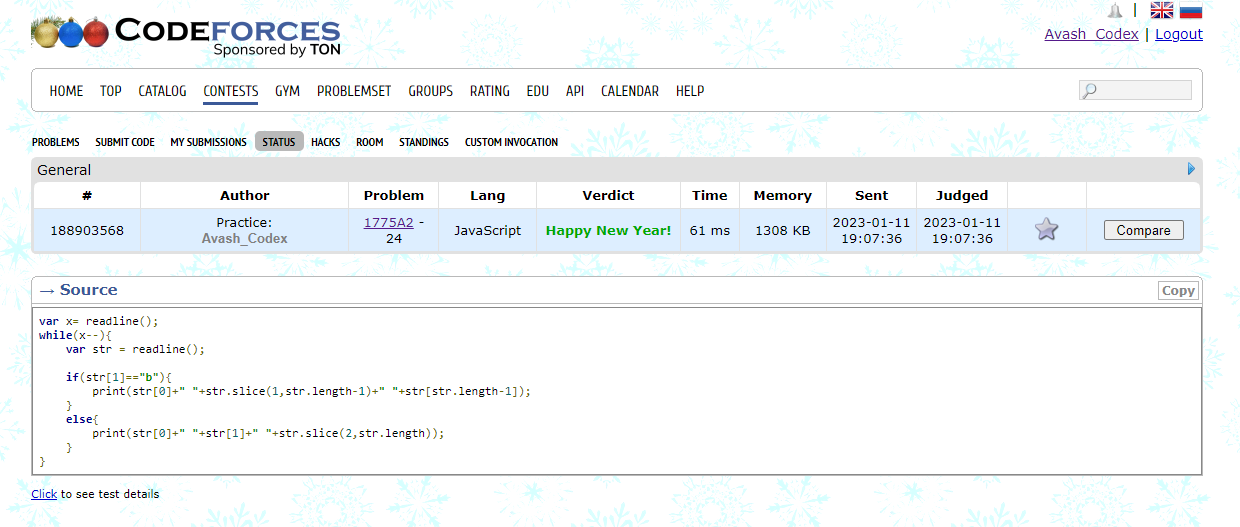 CODEFORCES
Sponsored by TON
|
Avash_Codex | Logout
HOME TOP CATALOG CONTESTS GYM PROBLEMSET GROUPS RATING EDU API CALENDAR HELP
PROBLEMS SUBMIT CODE MY SUBMISSIONS STATUS HACKS ROOM STANDINGS CUSTOM INVOCATION
General
# Author Problem Lang Verdict Time Memory Sent Judged
188903568 Practice: Avash_Codex 1775A2 - 24 JavaScript Happy New Year! 61 ms 1308 KB 2023-01-11 19:07:36 2023-01-11 19:07:36 Compare
→ Source Copy
var x= readline();
while(x--){
    var str = readline();
    if(str[1]=="b"){
        print(str[0]+" "+str.slice(1,str.length-1)+" "+str[str.length-1]);
    }
    else{
        print(str[0]+" "+str[1]+" "+str.slice(2,str.length));
    }
}
Click to see test details